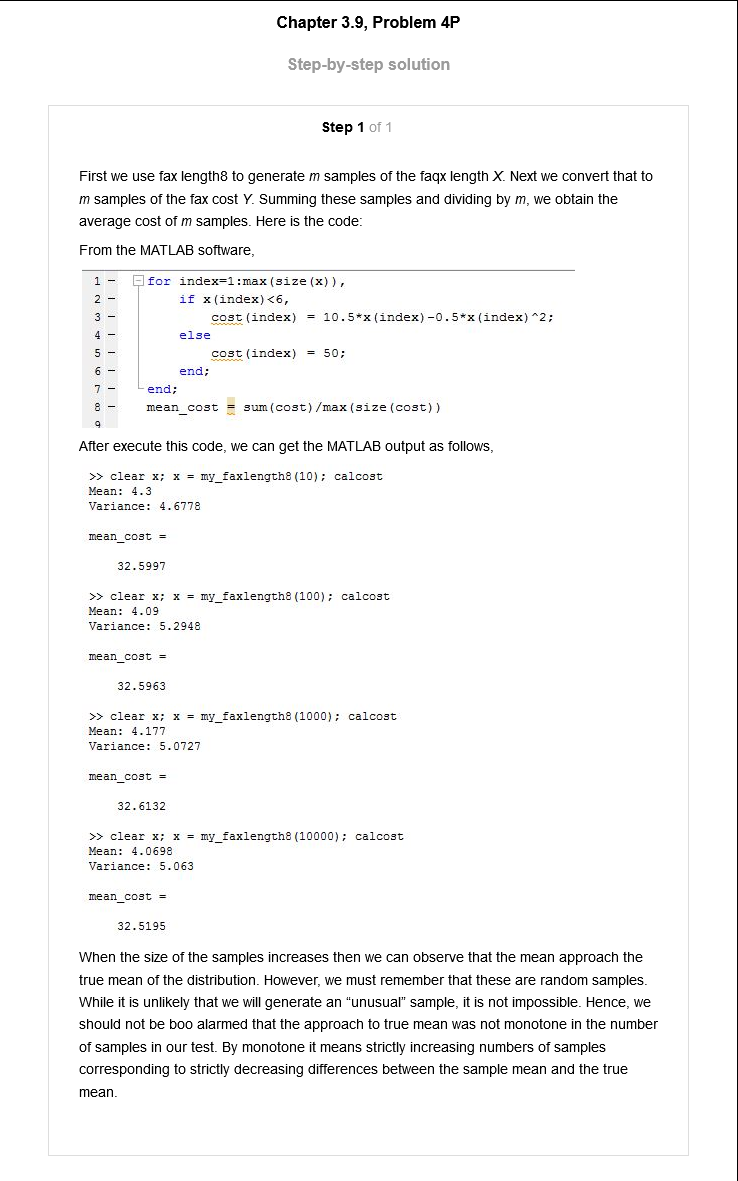 Chapter 3.9, Problem 4P
Step-by-step solution
Step 1 of 1
First we use fax length8 to generate m samples of the faqx length X. Next we convert that to
m samples of the fax cost Y. Summing these samples and dividing by m, we obtain the
average cost of m samples. Here is the code:
From the MATLAB software,
1 - for index=1:max(size(x)),
2 - if x(index)<6,
3 - cost(index) = 10.5*x(index)-0.5*x(index)^2;
4 - else
5 - cost(index) = 50;
6 - end;
7 - end;
8 - mean_cost = sum(cost)/max(size(cost))
9
After execute this code, we can get the MATLAB output as follows,
>> clear x; x = my_faxlength8(10); calcost
Mean: 4.3
Variance: 4.6778
mean_cost =
32.5997
>> clear x; x = my_faxlength8(100); calcost
Mean: 4.09
Variance: 5.2948
mean_cost =
32.5963
>> clear x; x = my_faxlength8(1000); calcost
Mean: 4.177
Variance: 5.0727
mean_cost =
32.6132
>> clear x; x = my_faxlength8(10000); calcost
Mean: 4.0698
Variance: 5.063
mean_cost =
32.5195
When the size of the samples increases then we can observe that the mean approach the
true mean of the distribution. However, we must remember that these are random samples.
While it is unlikely that we will generate an “unusual” sample, it is not impossible. Hence, we
should not be boo alarmed that the approach to true mean was not monotone in the number
of samples in our test. By monotone it means strictly increasing numbers of samples
corresponding to strictly decreasing differences between the sample mean and the true
mean.